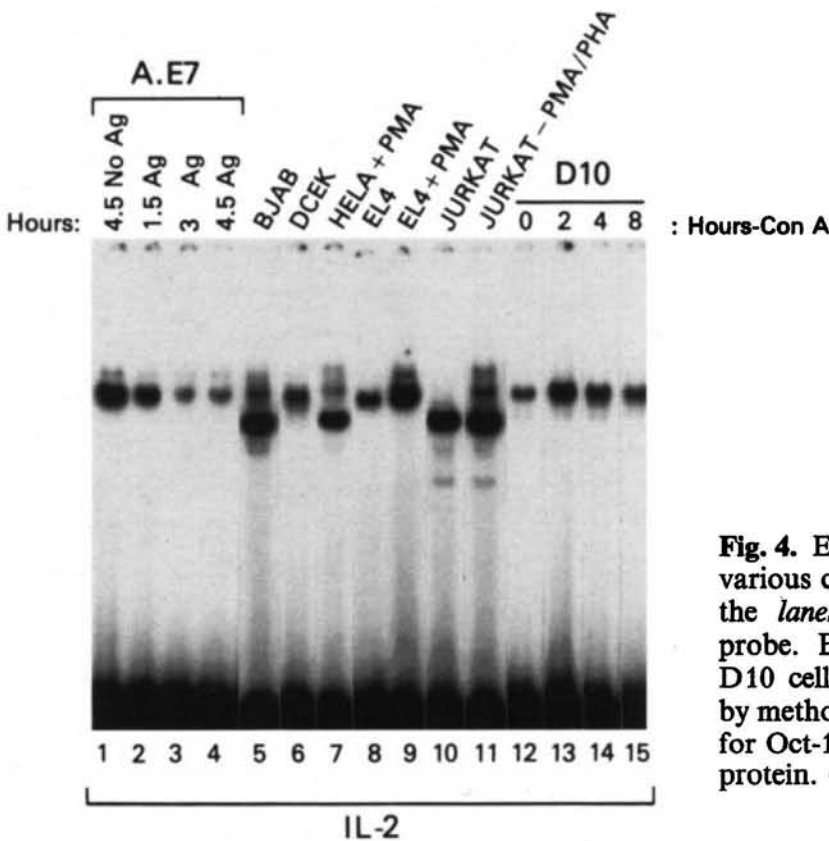 A.E7
Hours: 4.5 No Ag 1.5 Ag 3 Ag 4.5 Ag BJAB DCEK HELA + PMA EL4 EL4 + PMA JURKAT JURKAT – PMA/PHA
D10
0 2 4 8 : Hours-Con A
1 2 3 4 5 6 7 8 9 10 11 12 13 14 15
IL-2
Fig. 4. E
various c
the lane
probe. E
D10 cell
by metho
for Oct-1
protein.